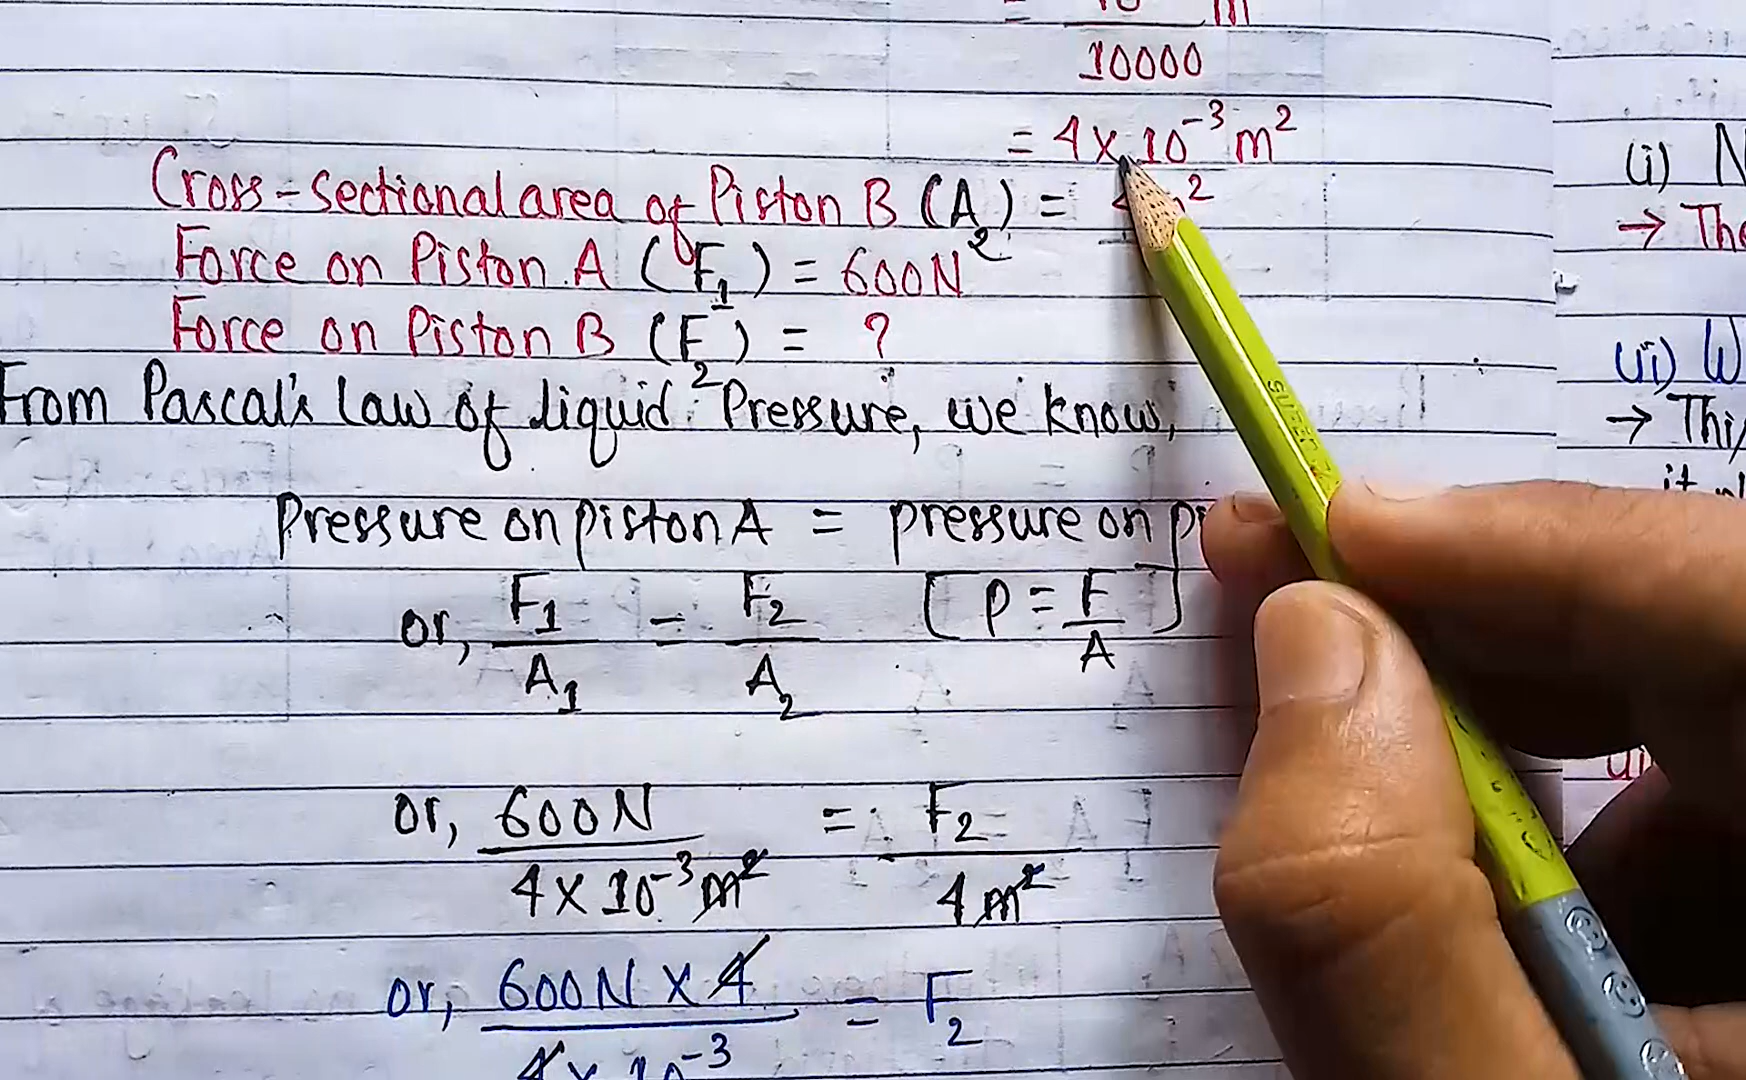 10000
= 4 × 10⁻³ m²
Cross-sectional area of Piston B (A₂) =
Force on Piston A (F₁) = 600N
Force on Piston B (F₂) = ?
From Pascal's law of liquid Pressure, we know,
Pressure on piston A = pressure on pi
or, F₁/A₁ = F₂/A₂ [P = F/A]
or, 600N/4 × 10⁻³ m² = F₂/4m²
or, 600N × 4/4 × 10⁻³ = F₂
(i) N
→ The
(ii) W
→ Thi
it